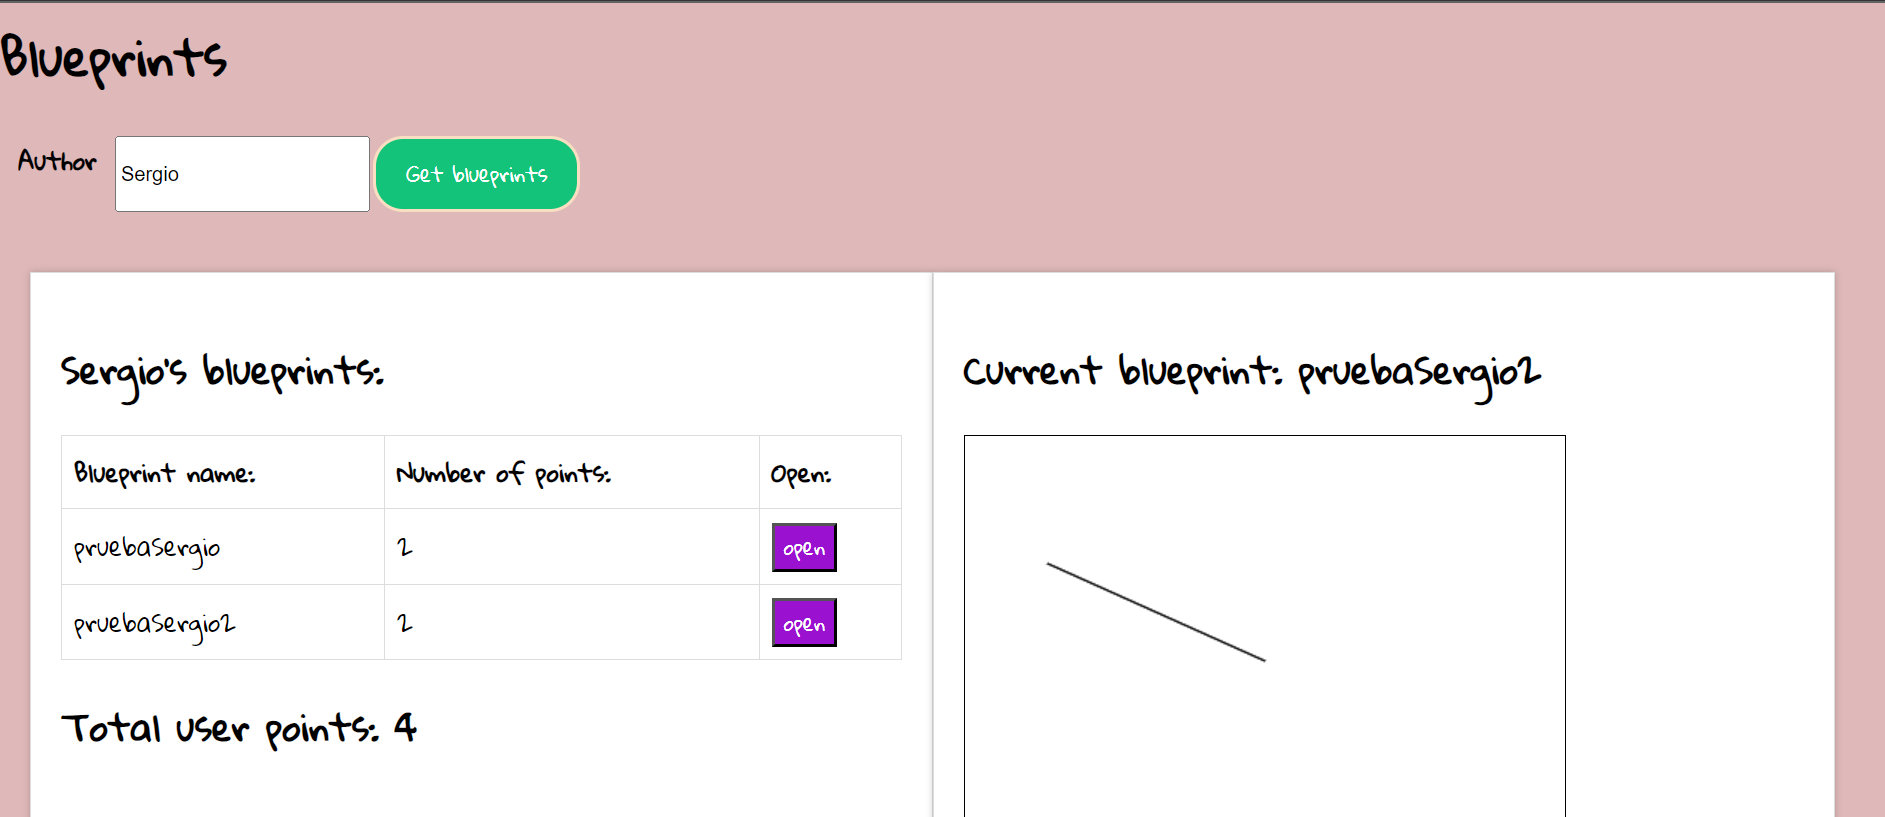 Blueprints
Author Sergio Get blueprints
Sergio's blueprints:
Blueprint name: Number of points: Open:
pruebaSergio 2 open
pruebaSergio2 2 open
Total user points: 4
Current blueprint: pruebaSergio2